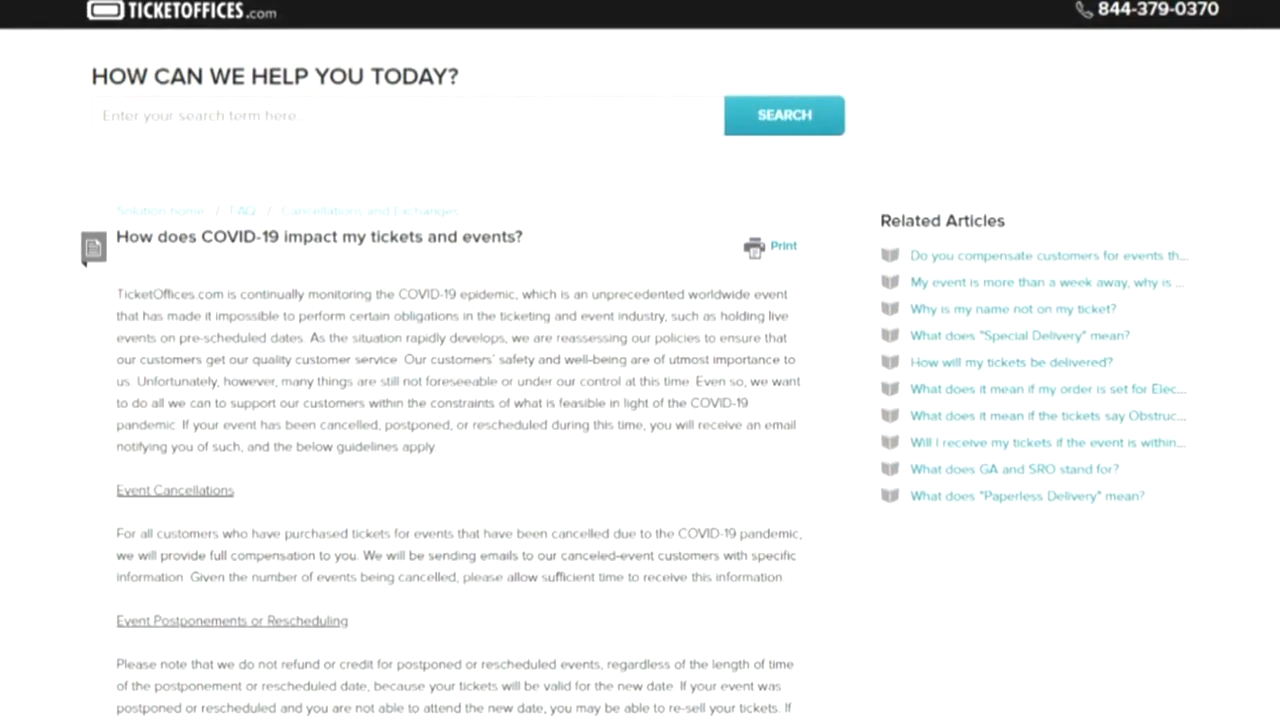 TICKETOFFICES.com
844-379-0370
HOW CAN WE HELP YOU TODAY?
Enter your search term here...
SEARCH
Solution home / FAQ / Cancellations and Exchanges
How does COVID-19 impact my tickets and events?
Print
TicketOffices.com is continually monitoring the COVID-19 epidemic, which is an unprecedented worldwide event
that has made it impossible to perform certain obligations in the ticketing and event industry, such as holding live
events on pre-scheduled dates. As the situation rapidly develops, we are reassessing our policies to ensure that
our customers get our quality customer service. Our customers' safety and well-being are of utmost importance to
us. Unfortunately, however, many things are still not foreseeable or under our control at this time. Even so, we want
to do all we can to support our customers within the constraints of what is feasible in light of the COVID-19
pandemic. If your event has been cancelled, postponed, or rescheduled during this time, you will receive an email
notifying you of such, and the below guidelines apply.
Event Cancellations
For all customers who have purchased tickets for events that have been cancelled due to the COVID-19 pandemic,
we will provide full compensation to you. We will be sending emails to our canceled-event customers with specific
information. Given the number of events being cancelled, please allow sufficient time to receive this information.
Event Postponements or Rescheduling
Please note that we do not refund or credit for postponed or rescheduled events, regardless of the length of time
of the postponement or rescheduled date, because your tickets will be valid for the new date. If your event was
postponed or rescheduled and you are not able to attend the new date, you may be able to re-sell your tickets. If
Related Articles
Do you compensate customers for events th...
My event is more than a week away, why is ...
Why is my name not on my ticket?
What does "Special Delivery" mean?
How will my tickets be delivered?
What does it mean if my order is set for Elec...
What does it mean if the tickets say Obstruc...
Will I receive my tickets if the event is within...
What does GA and SRO stand for?
What does "Paperless Delivery" mean?